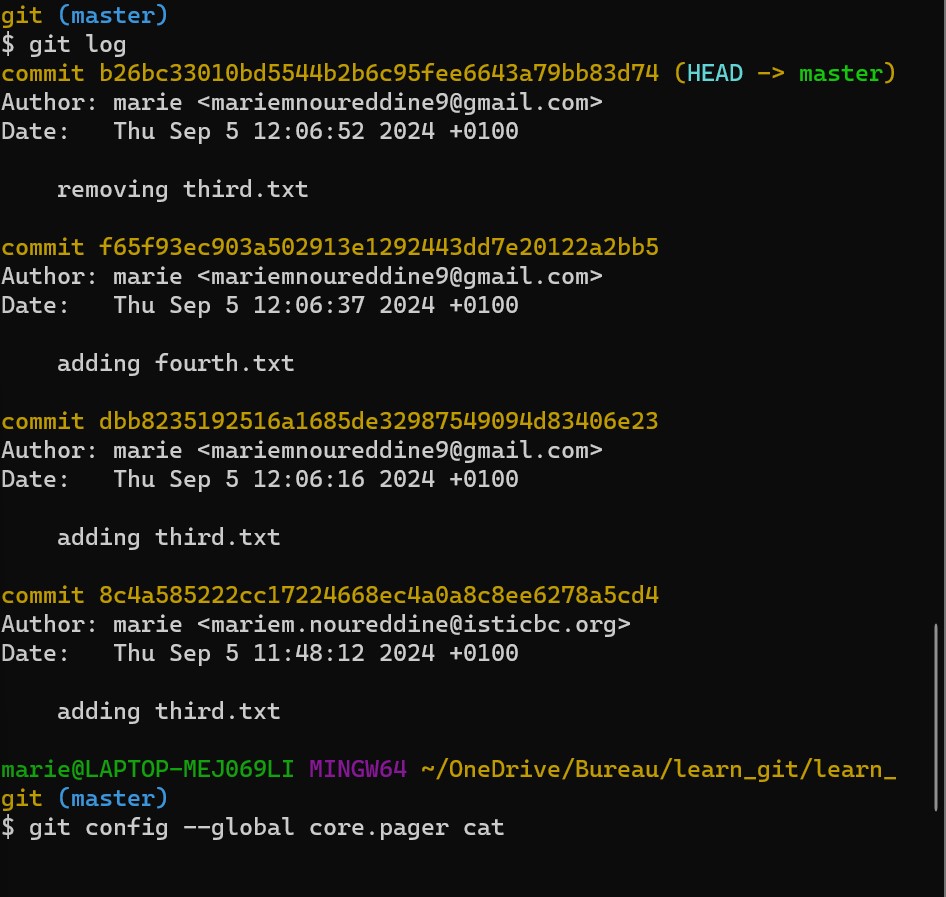 git (master)
$ git log
commit b26bc33010bd5544b2b6c95fee6643a79bb83d74 (HEAD -> master)
Author: marie <mariemnoureddine9@gmail.com>
Date:   Thu Sep 5 12:06:52 2024 +0100
    removing third.txt
commit f65f93ec903a502913e1292443dd7e20122a2bb5
Author: marie <mariemnoureddine9@gmail.com>
Date:   Thu Sep 5 12:06:37 2024 +0100
    adding fourth.txt
commit dbb8235192516a1685de32987549094d83406e23
Author: marie <mariemnoureddine9@gmail.com>
Date:   Thu Sep 5 12:06:16 2024 +0100
    adding third.txt
commit 8c4a585222cc17224668ec4a0a8c8ee6278a5cd4
Author: marie <mariem.noureddine@isticbc.org>
Date:   Thu Sep 5 11:48:12 2024 +0100
    adding third.txt
marie@LAPTOP-MEJ069LI MINGW64 ~/OneDrive/Bureau/learn_git/learn_
git (master)
$ git config --global core.pager cat